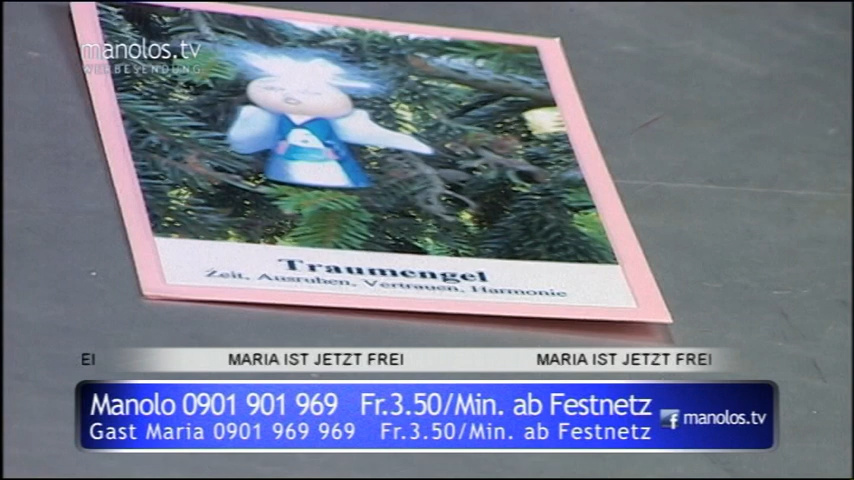 manolos.tv
WERBESENDUNG
Traumengel
Zeit, Ausruhen, Vertrauen, Harmonie
EI MARIA IST JETZT FREI MARIA IST JETZT FREI
Manolo 0901 901 969 Fr.3.50/Min. ab Festnetz
Gast Maria 0901 969 969 Fr.3.50/Min. ab Festnetz
f manolos.tv